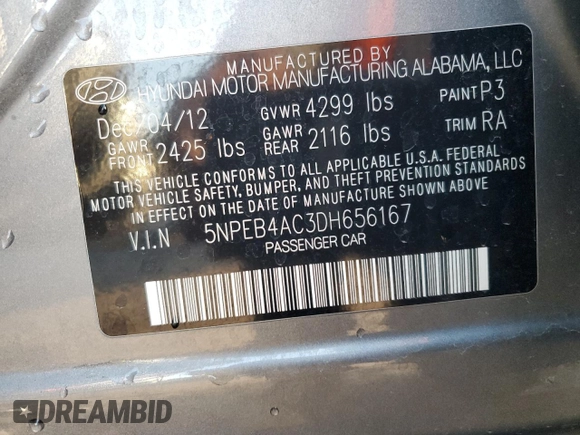 MANUFACTURED BY
HYUNDAI MOTOR MANUFACTURING ALABAMA, LLC
Dec/04/12 GVWR 4299 lbs PAINT P3
GAWR FRONT 2425 lbs GAWR REAR 2116 lbs TRIM RA
THIS VEHICLE CONFORMS TO ALL APPLICABLE U.S.A. FEDERAL
MOTOR VEHICLE SAFETY, BUMPER, AND THEFT PREVENTION STANDARDS
IN EFFECT ON THE DATE OF MANUFACTURE SHOWN ABOVE.
V.I.N 5NPEB4AC3DH656167
PASSENGER CAR
DREAMBID